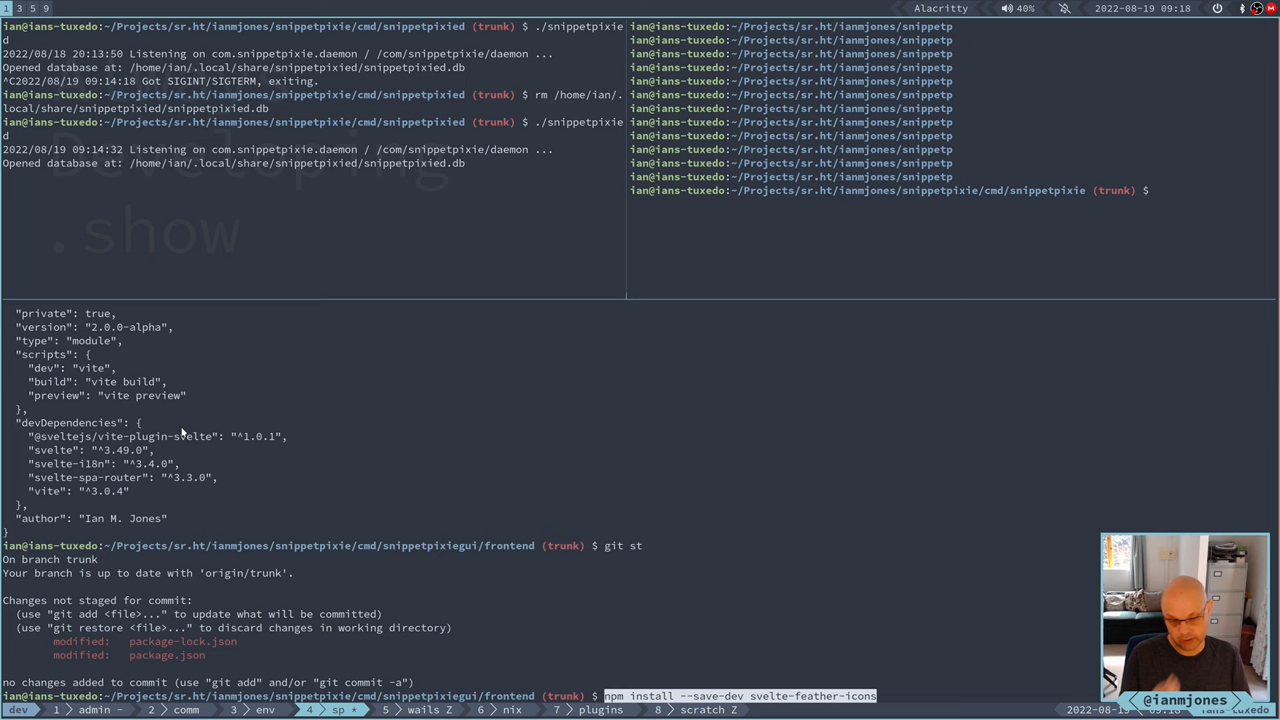 1 3 5 9 Alacritty 40% 2022-08-19 09:18
ian@ians-tuxedo:~/Projects/sr.ht/ianmjones/snippetpixie/cmd/snippetpixied (trunk) $ ./snippetpixie
d
2022/08/18 20:13:50 Listening on com.snippetpixie.daemon / /com/snippetpixie/daemon ...
Opened database at: /home/ian/.local/share/snippetpixied/snippetpixied.db
^C2022/08/19 09:14:18 Got SIGINT/SIGTERM, exiting.
ian@ians-tuxedo:~/Projects/sr.ht/ianmjones/snippetpixie/cmd/snippetpixied (trunk) $ rm /home/ian/.
local/share/snippetpixied/snippetpixied.db
ian@ians-tuxedo:~/Projects/sr.ht/ianmjones/snippetpixie/cmd/snippetpixied (trunk) $ ./snippetpixie
d
2022/08/19 09:14:32 Listening on com.snippetpixie.daemon / /com/snippetpixie/daemon ...
Opened database at: /home/ian/.local/share/snippetpixied/snippetpixied.db
Developing
.show
ian@ians-tuxedo:~/Projects/sr.ht/ianmjones/snippetp
ian@ians-tuxedo:~/Projects/sr.ht/ianmjones/snippetp
ian@ians-tuxedo:~/Projects/sr.ht/ianmjones/snippetp
ian@ians-tuxedo:~/Projects/sr.ht/ianmjones/snippetp
ian@ians-tuxedo:~/Projects/sr.ht/ianmjones/snippetp
ian@ians-tuxedo:~/Projects/sr.ht/ianmjones/snippetp
ian@ians-tuxedo:~/Projects/sr.ht/ianmjones/snippetp
ian@ians-tuxedo:~/Projects/sr.ht/ianmjones/snippetp
ian@ians-tuxedo:~/Projects/sr.ht/ianmjones/snippetp
ian@ians-tuxedo:~/Projects/sr.ht/ianmjones/snippetp
ian@ians-tuxedo:~/Projects/sr.ht/ianmjones/snippetp
ian@ians-tuxedo:~/Projects/sr.ht/ianmjones/snippetp
ian@ians-tuxedo:~/Projects/sr.ht/ianmjones/snippetpixie/cmd/snippetpixie (trunk) $
"private": true,
"version": "2.0.0-alpha",
"type": "module",
"scripts": {
"dev": "vite",
"build": "vite build",
"preview": "vite preview"
},
"devDependencies": {
"@sveltejs/vite-plugin-svelte": "^1.0.1",
"svelte": "^3.49.0",
"svelte-i18n": "^3.4.0",
"svelte-spa-router": "^3.3.0",
"vite": "^3.0.4"
},
"author": "Ian M. Jones"
}
ian@ians-tuxedo:~/Projects/sr.ht/ianmjones/snippetpixie/cmd/snippetpixiegui/frontend (trunk) $ git st
On branch trunk
Your branch is up to date with 'origin/trunk'.
Changes not staged for commit:
(use "git add <file>..." to update what will be committed)
(use "git restore <file>..." to discard changes in working directory)
modified: package-lock.json
modified: package.json
no changes added to commit (use "git add" and/or "git commit -a")
ian@ians-tuxedo:~/Projects/sr.ht/ianmjones/snippetpixie/cmd/snippetpixiegui/frontend (trunk) $ npm install --save-dev svelte-feather-icons
@ianmjones
dev 1 admin - 2 comm 3 env 4 sp * 5 wails Z 6 nix 7 plugins 8 scratch Z 2022-08-19 09:18 ians-tuxedo